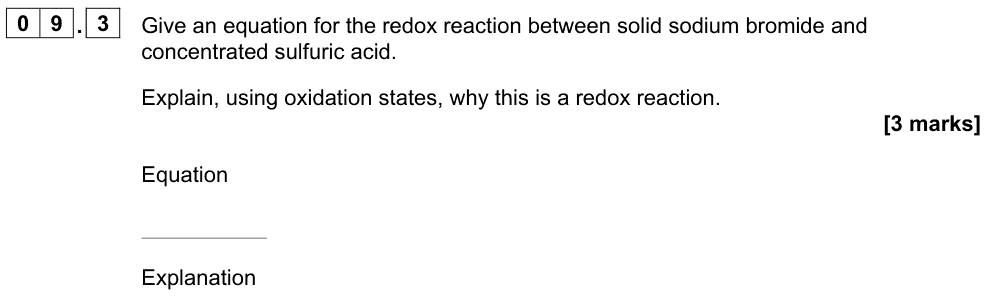 0 9 . 3 Give an equation for the redox reaction between solid sodium bromide and
concentrated sulfuric acid.
Explain, using oxidation states, why this is a redox reaction.
[3 marks]
Equation
Explanation